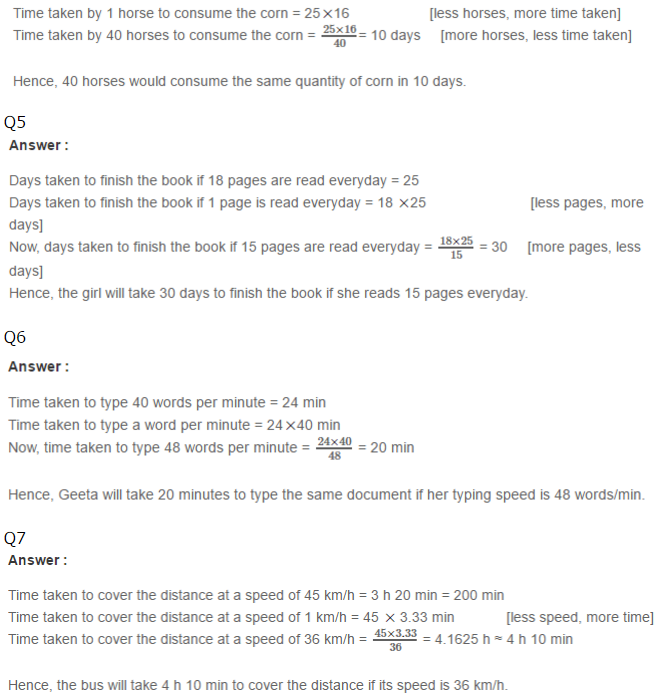 Time taken by 1 horse to consume the corn = 25×16 [less horses, more time taken]
Time taken by 40 horses to consume the corn = 25×16/40 = 10 days [more horses, less time taken]
Hence, 40 horses would consume the same quantity of corn in 10 days.
Q5
Answer :
Days taken to finish the book if 18 pages are read everyday = 25
Days taken to finish the book if 1 page is read everyday = 18 ×25 [less pages, more
days]
Now, days taken to finish the book if 15 pages are read everyday = 18×25/15 = 30 [more pages, less
days]
Hence, the girl will take 30 days to finish the book if she reads 15 pages everyday.
Q6
Answer :
Time taken to type 40 words per minute = 24 min
Time taken to type a word per minute = 24×40 min
Now, time taken to type 48 words per minute = 24×40/48 = 20 min
Hence, Geeta will take 20 minutes to type the same document if her typing speed is 48 words/min.
Q7
Answer :
Time taken to cover the distance at a speed of 45 km/h = 3 h 20 min = 200 min
Time taken to cover the distance at a speed of 1 km/h = 45 × 3.33 min [less speed, more time]
Time taken to cover the distance at a speed of 36 km/h = 45×3.33/36 = 4.1625 h ≈ 4 h 10 min
Hence, the bus will take 4 h 10 min to cover the distance if its speed is 36 km/h.